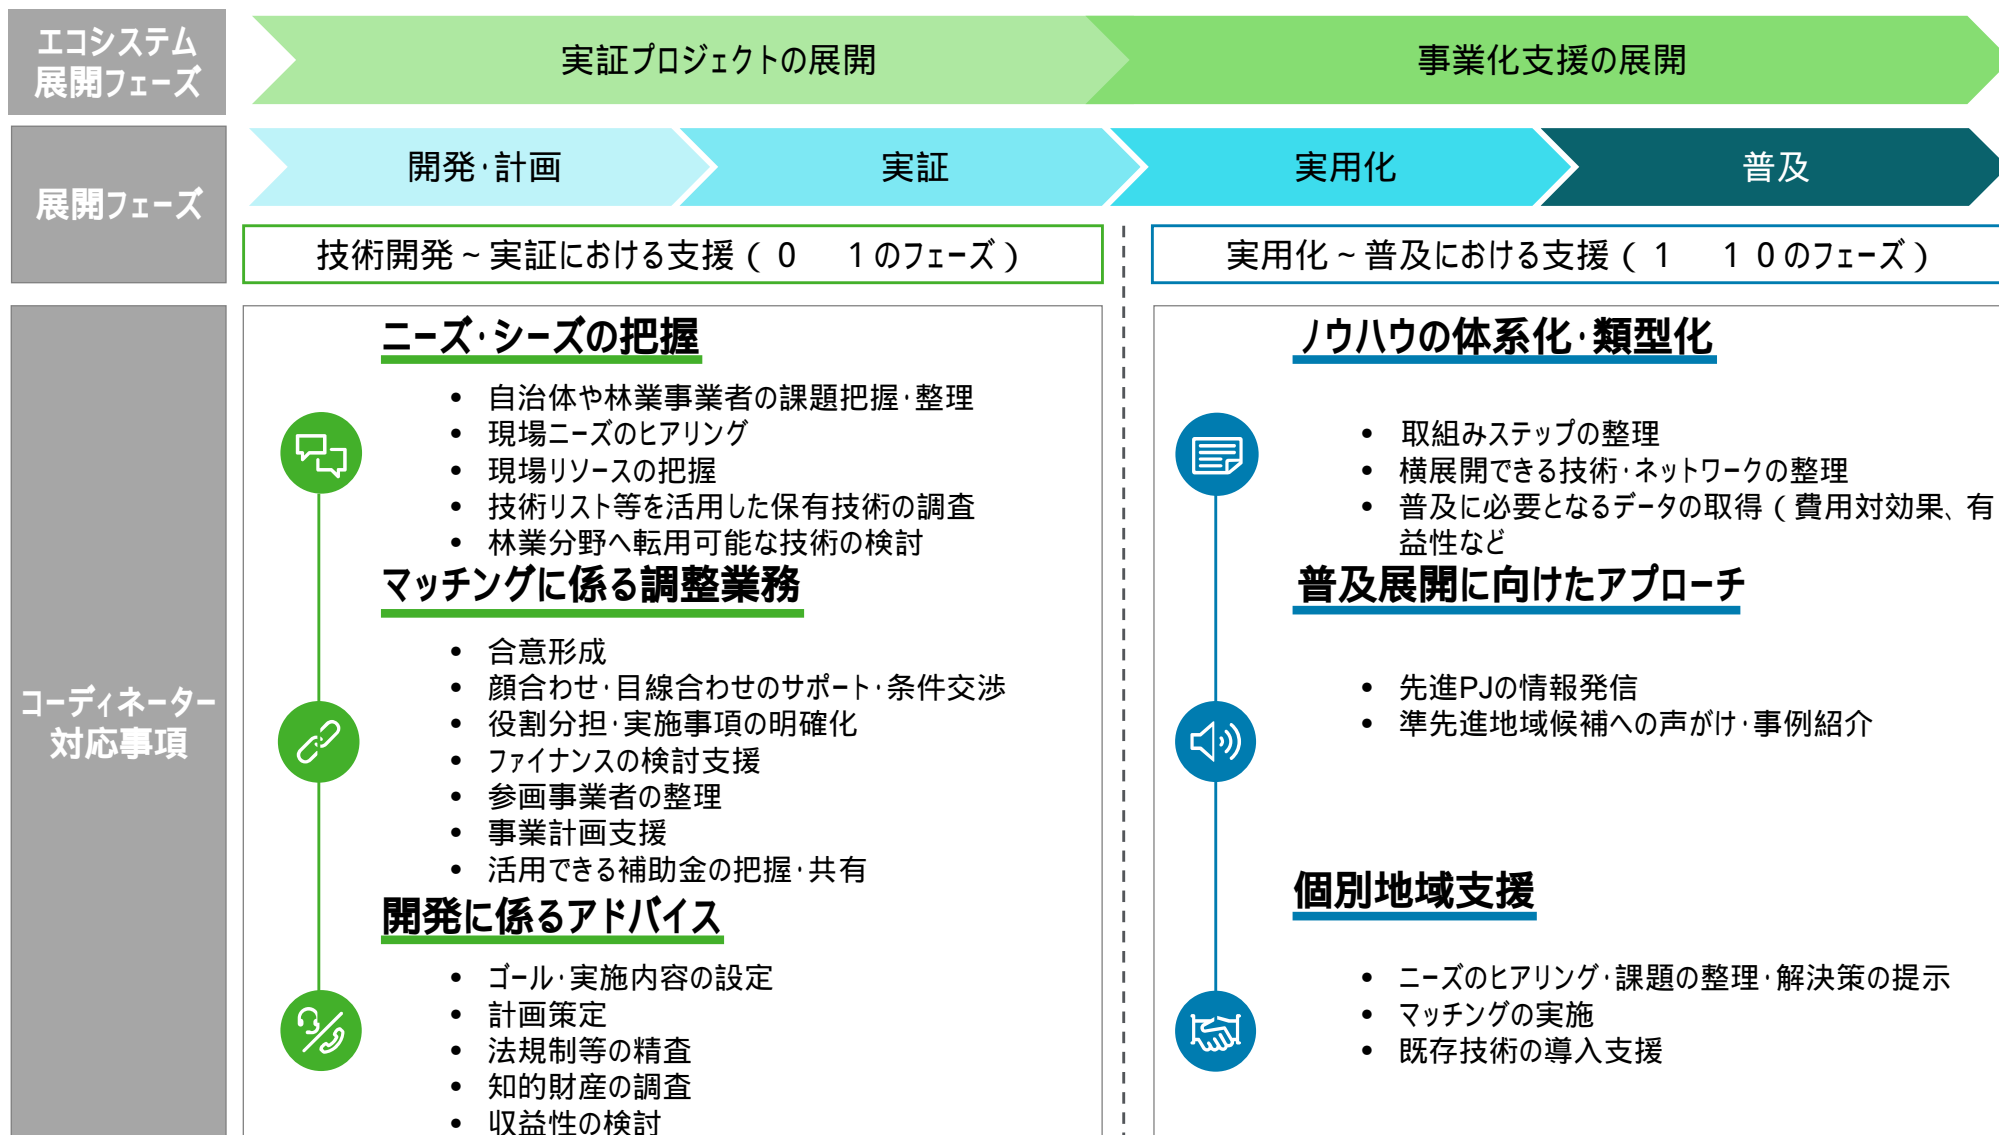 エコシステム
展開フェーズ
実証プロジェクトの展開
事業化支援の展開
展開フェーズ
開発･計画
実証
実用化
普及
技術開発～実証における支援（０　１のフェーズ）
実用化～普及における支援（１　１０のフェーズ）
コーディネーター
対応事項
ニーズ･シーズの把握
• 自治体や林業事業者の課題把握･整理
• 現場ニーズのヒアリング
• 現場リソースの把握
• 技術リスト等を活用した保有技術の調査
• 林業分野へ転用可能な技術の検討
マッチングに係る調整業務
• 合意形成
• 顔合わせ･目線合わせのサポート･条件交渉
• 役割分担･実施事項の明確化
• ファイナンスの検討支援
• 参画事業者の整理
• 事業計画支援
• 活用できる補助金の把握･共有
開発に係るアドバイス
• ゴール･実施内容の設定
• 計画策定
• 法規制等の精査
• 知的財産の調査
• 収益性の検討
ノウハウの体系化･類型化
• 取組みステップの整理
• 横展開できる技術･ネットワークの整理
• 普及に必要となるデータの取得（費用対効果、有
益性など
普及展開に向けたアプローチ
• 先進PJの情報発信
• 準先進地域候補への声がけ･事例紹介
個別地域支援
• ニーズのヒアリング･課題の整理･解決策の提示
• マッチングの実施
• 既存技術の導入支援